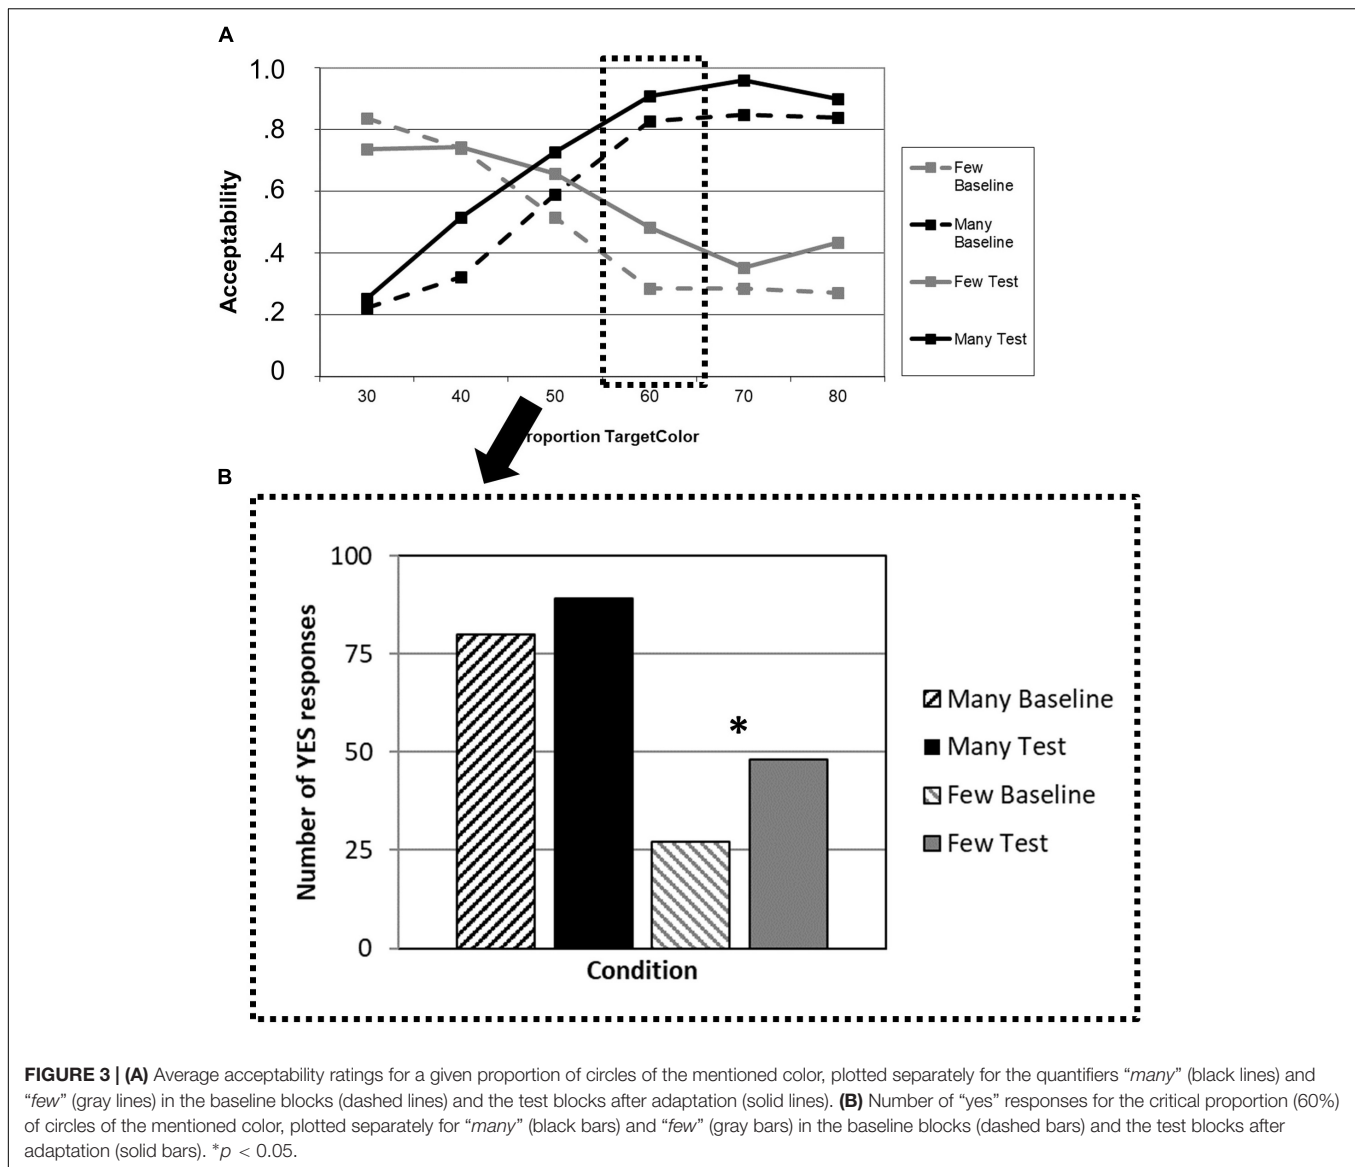 A
1.0
.8
.6
.4
.2
0
Acceptability
30 40 50 60 70 80
roportion TargetColor
Few
Baseline
Many
Baseline
Few Test
Many Test
B
100
75
50
25
0
Number of YES responses
*
Condition
Many Baseline
Many Test
Few Baseline
Few Test
FIGURE 3 | (A) Average acceptability ratings for a given proportion of circles of the mentioned color, plotted separately for the quantifiers “many” (black lines) and
“few” (gray lines) in the baseline blocks (dashed lines) and the test blocks after adaptation (solid lines). (B) Number of “yes” responses for the critical proportion (60%)
of circles of the mentioned color, plotted separately for “many” (black bars) and “few” (gray bars) in the baseline blocks (dashed bars) and the test blocks after
adaptation (solid bars). *p < 0.05.